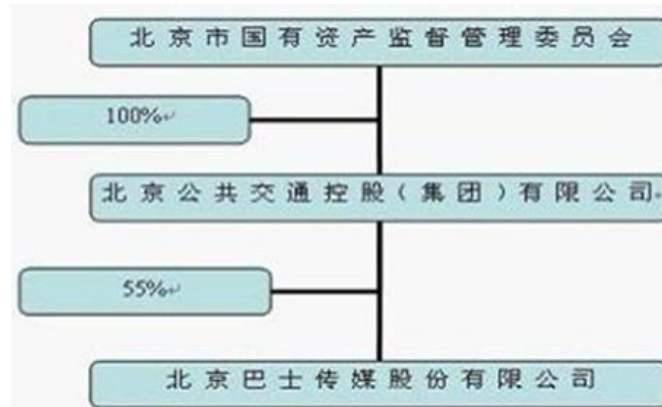 北京市国有资产监督管理委员会
100%
北京公共交通控股（集团）有限公司
55%
北京巴士传媒股份有限公司